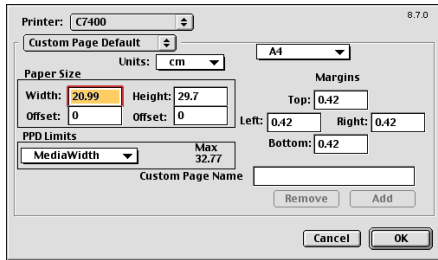 Printer: C7400 8.7.0
Custom Page Default
Units: cm A4
Paper Size Margins
Width: 20.99 Height: 29.7 Top: 0.42
Offset: 0 Offset: 0 Left: 0.42 Right: 0.42
PPD Limits Bottom: 0.42
MediaWidth Max 32.77
Custom Page Name
Remove Add
Cancel OK